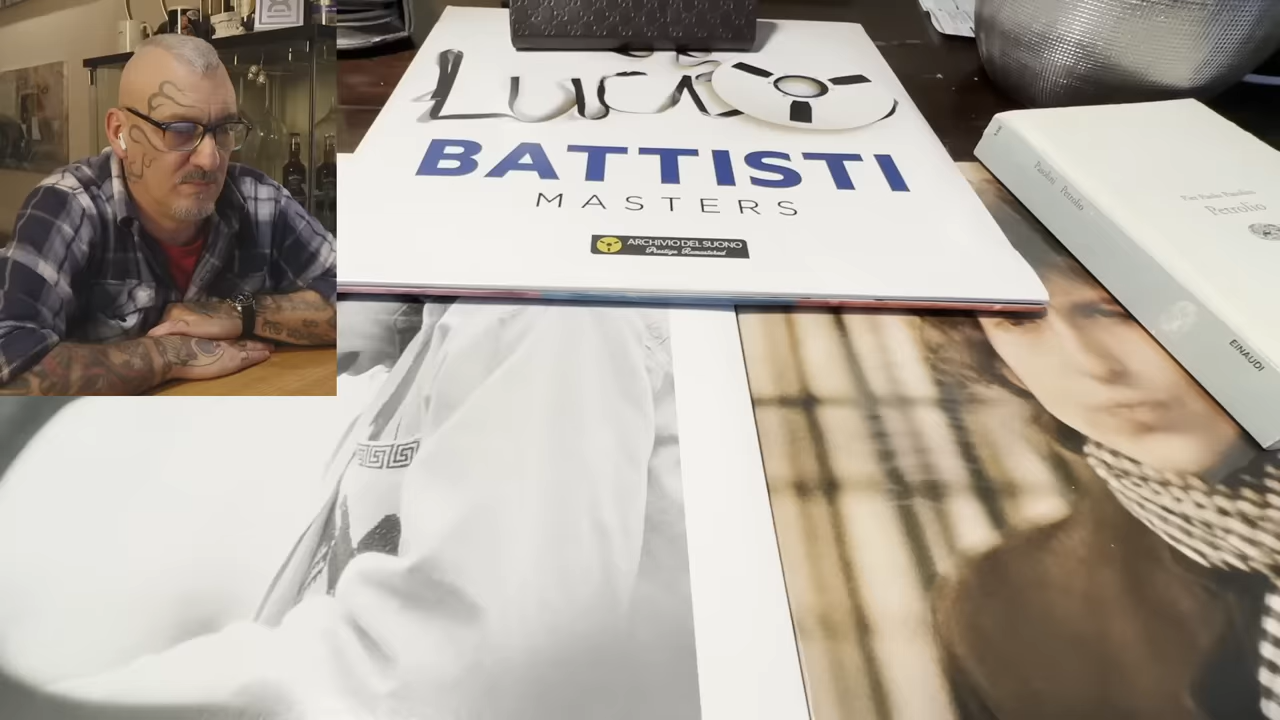 Lucio
BATTISTI
MASTERS
ARCHIVIO DEL SUONO
Prestige Remastered
Pasolini Petrolio
Pier Paolo Pasolini
Petrolio
EINAUDI